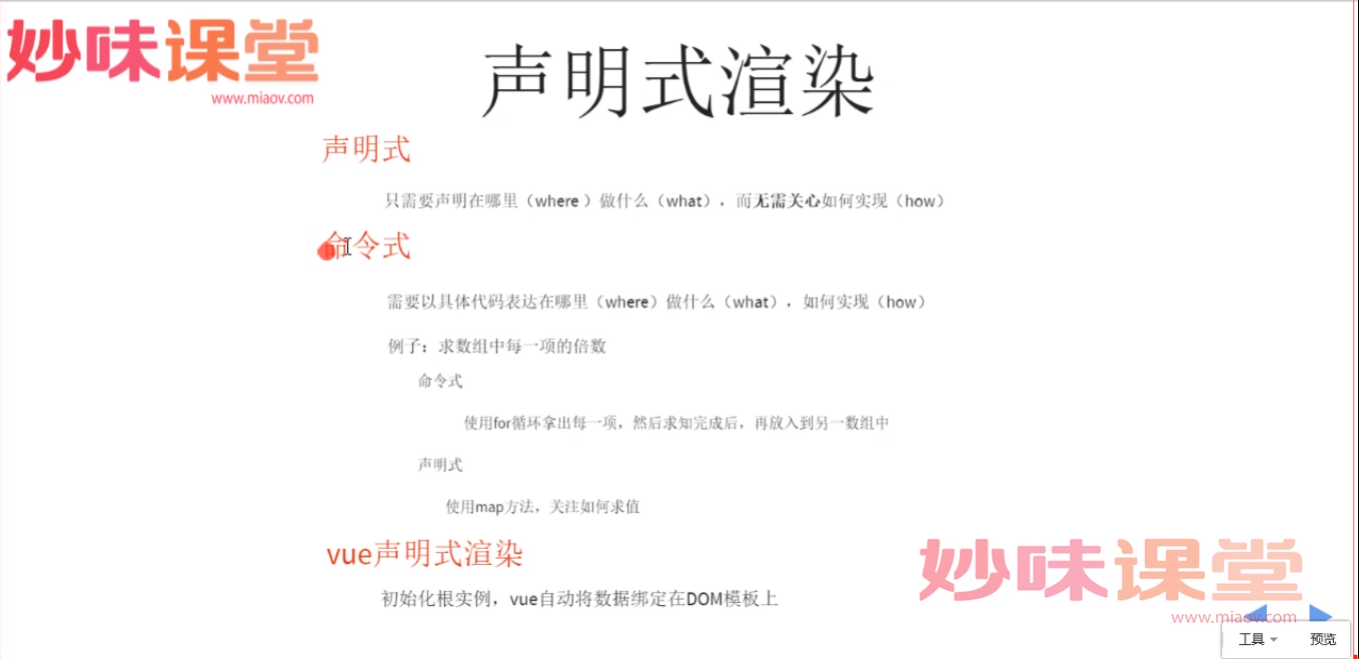 妙味课堂
www.miaov.com
声明式渲染
声明式
只需要声明在哪里（where ）做什么（what），而无需关心如何实现（how）
命令式
需要以具体代码表达在哪里（where）做什么（what），如何实现（how）
例子：求数组中每一项的倍数
命令式
使用for循环拿出每一项，然后求知完成后，再放入到另一数组中
声明式
使用map方法，关注如何求值
vue声明式渲染
初始化根实例，vue自动将数据绑定在DOM模板上
妙味课堂
www.miaov.com
工具 预览